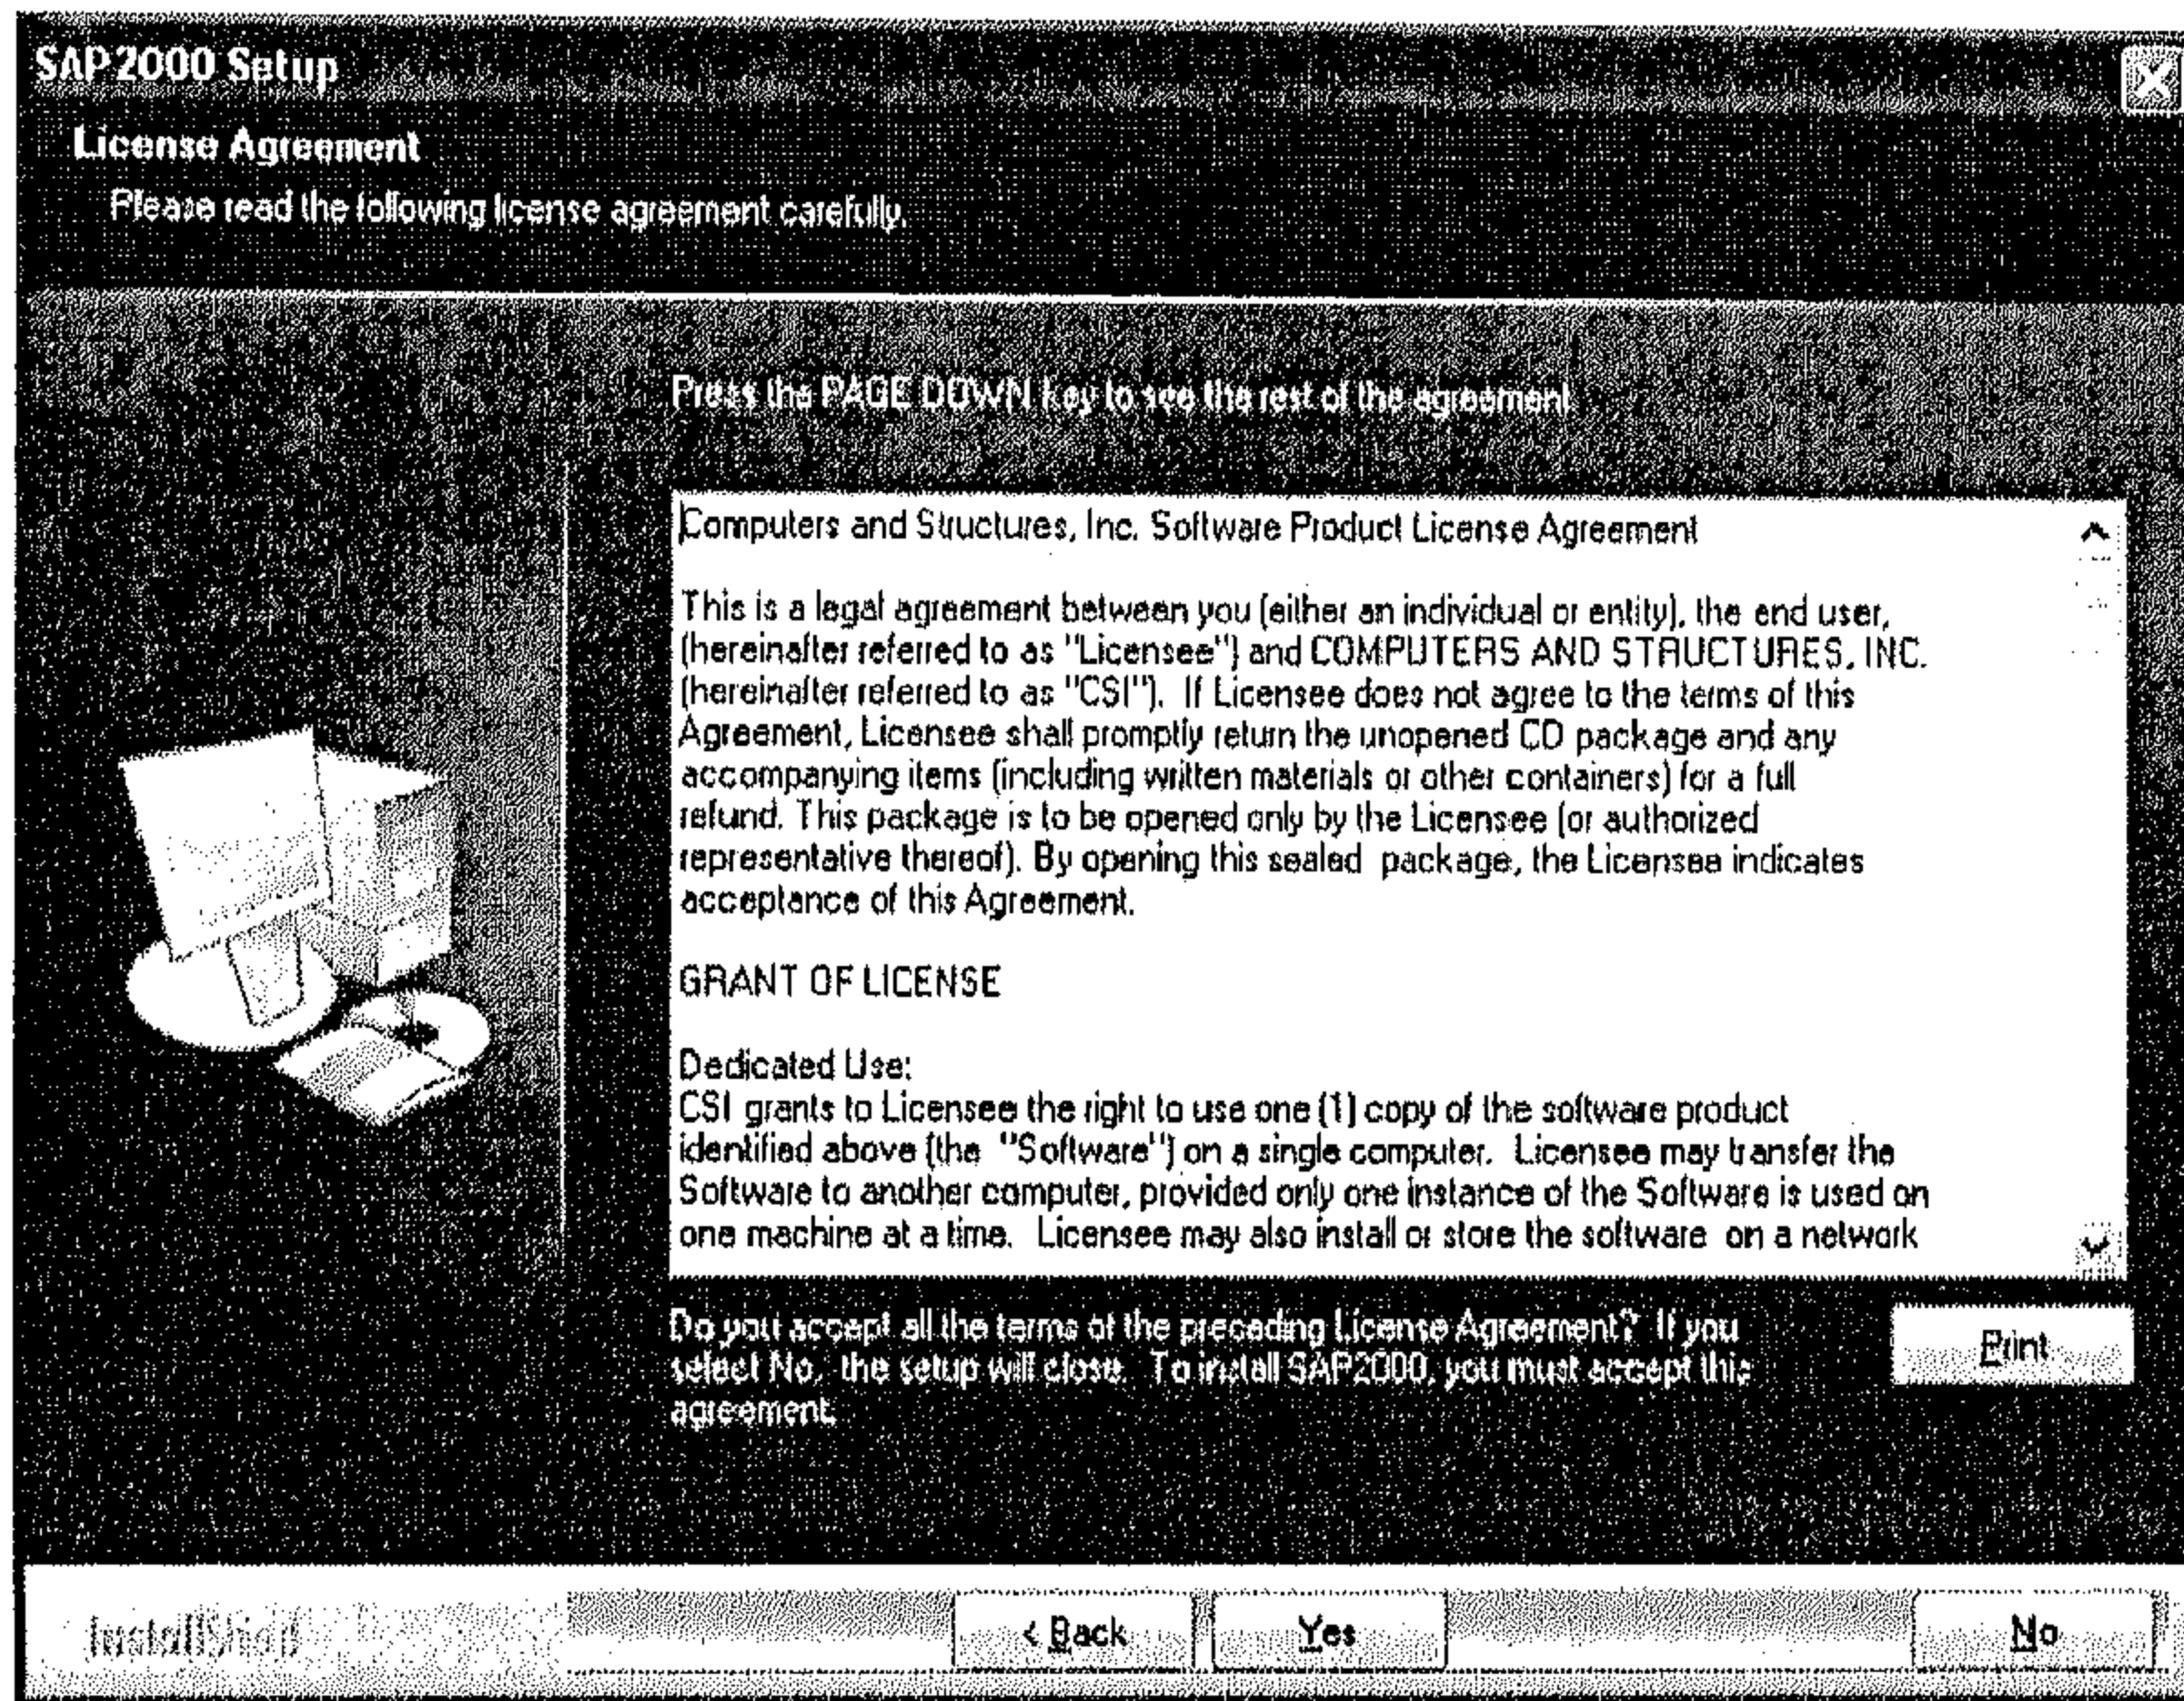 SAP2000 Setup
License Agreement
Please read the following license agreement carefully.
Press the PAGE DOWN key to see the rest of the agreement
Computers and Structures, Inc. Software Product License Agreement
This is a legal agreement between you (either an individual or entity), the end user,
(hereinafter referred to as "Licensee") and COMPUTERS AND STRUCTURES, INC.
(hereinafter referred to as "CSI"). If Licensee does not agree to the terms of this
Agreement, Licensee shall promptly return the unopened CD package and any
accompanying items (including written materials or other containers) for a full
refund. This package is to be opened only by the Licensee (or authorized
representative thereof). By opening this sealed package, the Licensee indicates
acceptance of this Agreement.
GRANT OF LICENSE
Dedicated Use:
CSI grants to Licensee the right to use one (1) copy of the software product
identified above (the "Software") on a single computer. Licensee may transfer the
Software to another computer, provided only one instance of the Software is used on
one machine at a time. Licensee may also install or store the software on a network
Do you accept all the terms of the preceding License Agreement? If you
select No, the setup will close. To install SAP2000, you must accept this
agreement.
Print
InstallShield
< Back
Yes
No